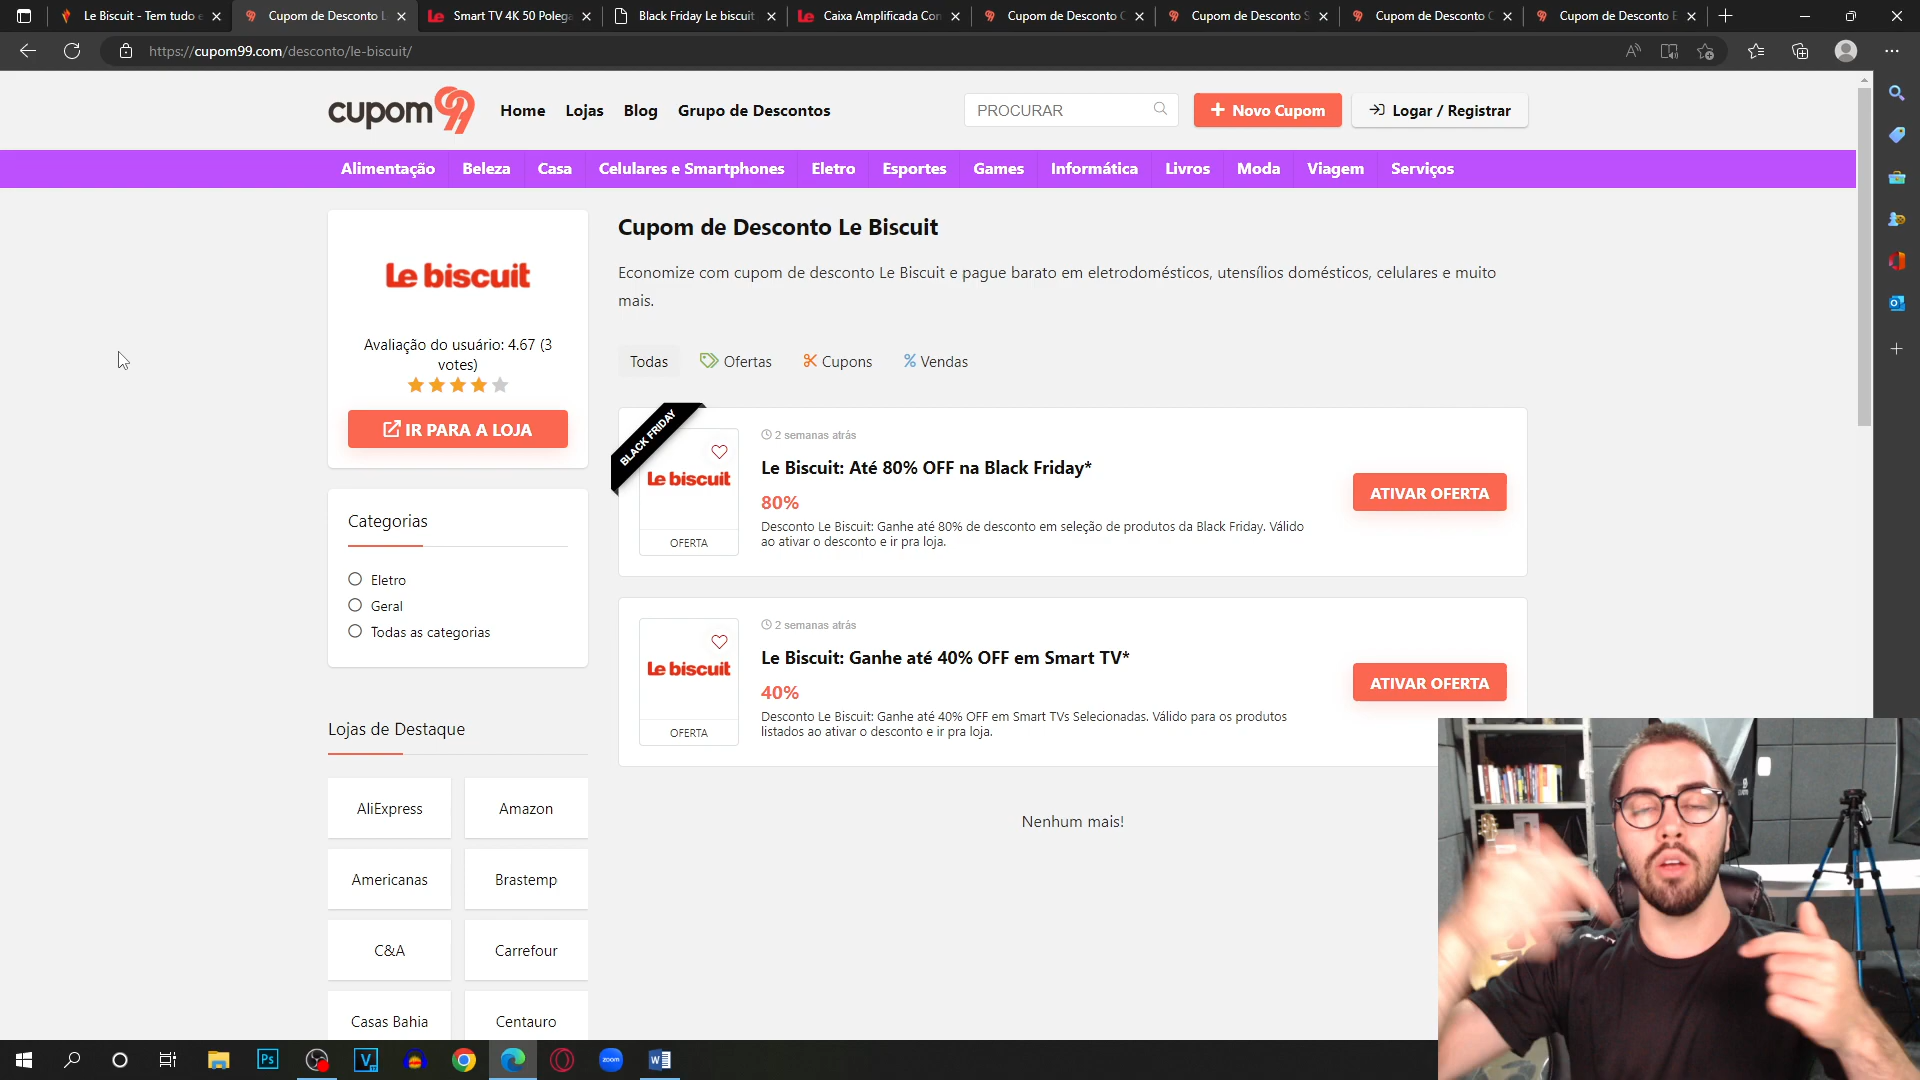 Le Biscuit - Tem tudo
Cupom de Desconto L
Smart TV 4K 50 Polega
Black Friday Le biscuit
Caixa Amplificada Con
Cupom de Desconto
Cupom de Desconto S
Cupom de Desconto
Cupom de Desconto E
https://cupom99.com/desconto/le-biscuit/
cupom99
Home Lojas Blog Grupo de Descontos
PROCURAR
+ Novo Cupom
Logar / Registrar
Alimentação Beleza Casa Celulares e Smartphones Eletro Esportes Games Informática Livros Moda Viagem Serviços
Le biscuit
Avaliação do usuário: 4.67 (3
votes)
IR PARA A LOJA
Categorias
Eletro
Geral
Todas as categorias
Lojas de Destaque
AliExpress Amazon
Americanas Brastemp
C&A Carrefour
Casas Bahia Centauro
Cupom de Desconto Le Biscuit
Economize com cupom de desconto Le Biscuit e pague barato em eletrodomésticos, utensílios domésticos, celulares e muito
mais.
Todas Ofertas Cupons % Vendas
BLACK FRIDAY
Le biscuit
OFERTA
2 semanas atrás
Le Biscuit: Até 80% OFF na Black Friday*
80%
Desconto Le Biscuit: Ganhe até 80% de desconto em seleção de produtos da Black Friday. Válido
ao ativar o desconto e ir pra loja.
ATIVAR OFERTA
Le biscuit
OFERTA
2 semanas atrás
Le Biscuit: Ganhe até 40% OFF em Smart TV*
40%
Desconto Le Biscuit: Ganhe até 40% OFF em Smart TVs Selecionadas. Válido para os produtos
listados ao ativar o desconto e ir pra loja.
ATIVAR OFERTA
Nenhum mais!
Ps
V
zoom
W